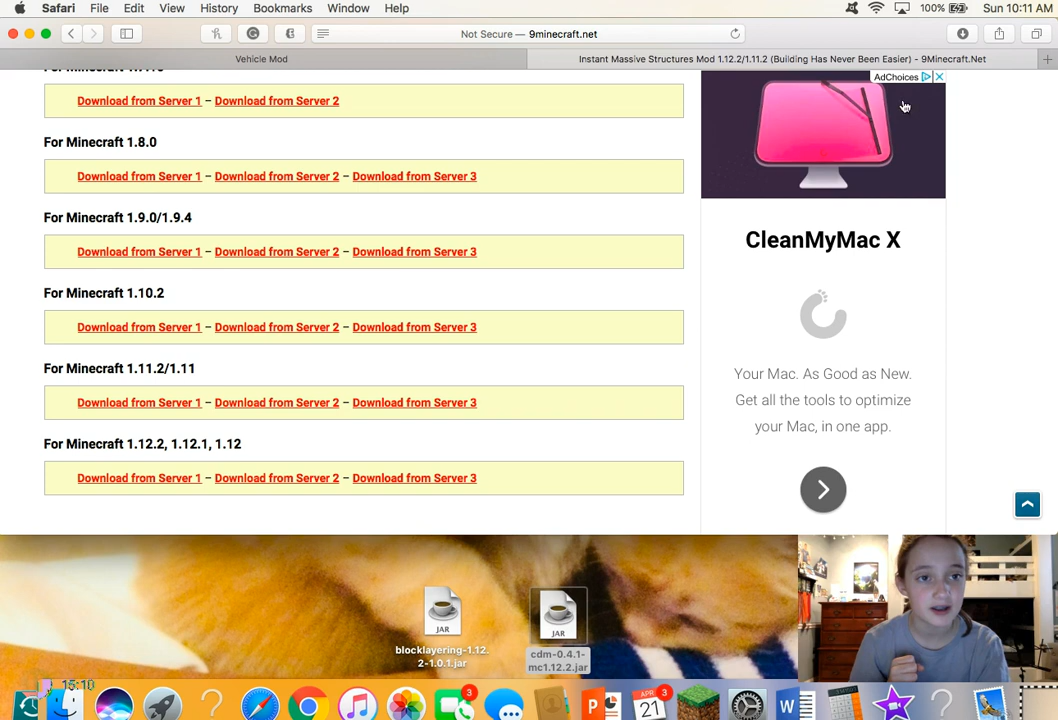 Safari File Edit View History Bookmarks Window Help 100% Sun 10:11 AM
Not Secure — 9minecraft.net
Vehicle Mod Instant Massive Structures Mod 1.12.2/1.11.2 (Building Has Never Been Easier) - 9Minecraft.Net
AdChoices
Download from Server 1 – Download from Server 2
For Minecraft 1.8.0
Download from Server 1 – Download from Server 2 – Download from Server 3
For Minecraft 1.9.0/1.9.4
Download from Server 1 – Download from Server 2 – Download from Server 3
For Minecraft 1.10.2
Download from Server 1 – Download from Server 2 – Download from Server 3
For Minecraft 1.11.2/1.11
Download from Server 1 – Download from Server 2 – Download from Server 3
For Minecraft 1.12.2, 1.12.1, 1.12
Download from Server 1 – Download from Server 2 – Download from Server 3
CleanMyMac X
Your Mac. As Good as New.
Get all the tools to optimize
your Mac, in one app.
JAR
blocklayering-1.12.
2-1.0.1.jar
JAR
cdm-0.4.1-
mc1.12.2.jar
15:10
3
APR
21
3